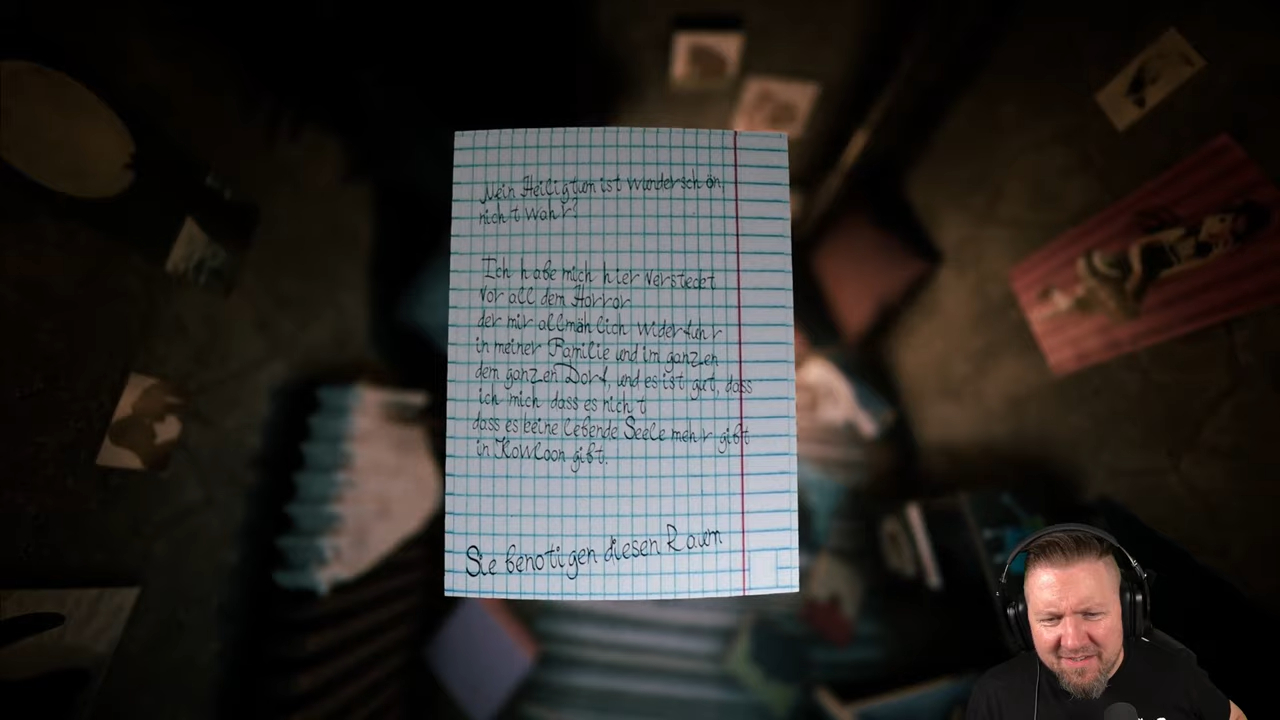 Mein Heiligtum ist wunderschön,
nicht wahr?
Ich habe mich hier versteckt
vor all dem Horror
der mir allmählich widerfuhr
in meiner Familie und im ganzen
dem ganzen Dorf, und es ist gut, dass
ich mich dass es nicht
dass es keine lebende Seele mehr gibt
in Kowloon gibt.
Sie benötigen diesen Raum